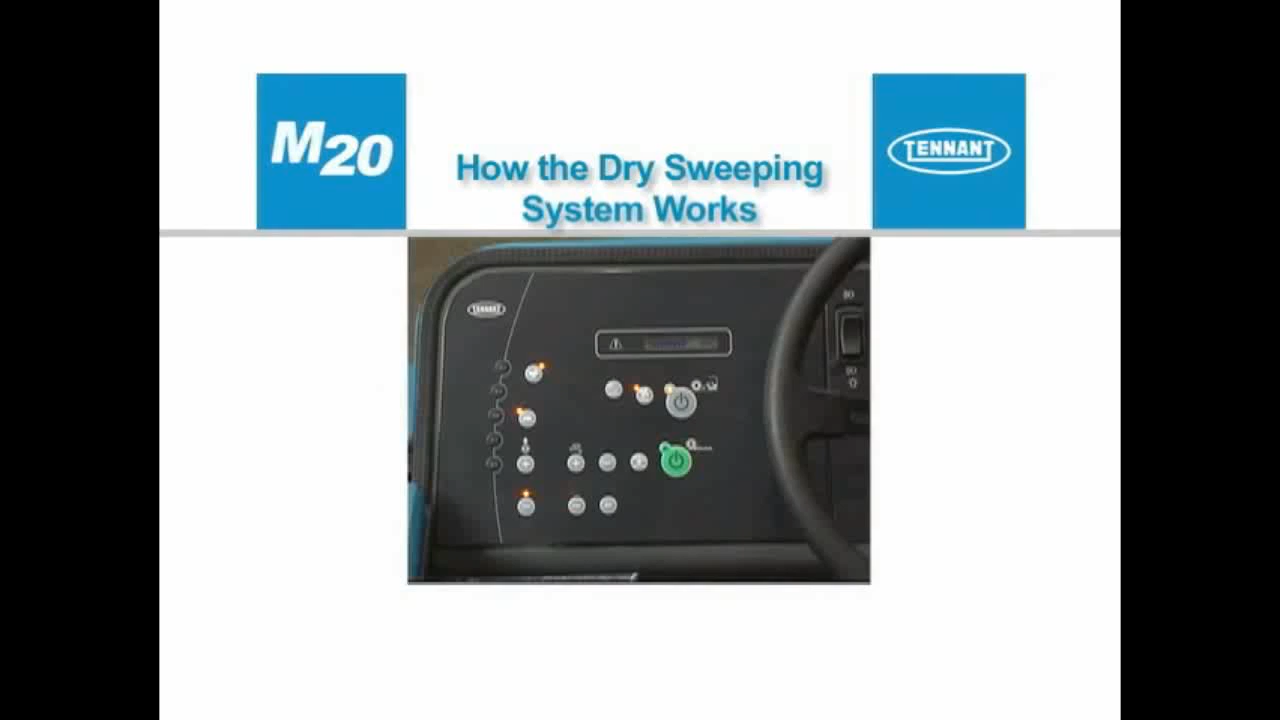 M20
How the Dry Sweeping
System Works
TENNANT
TENNANT